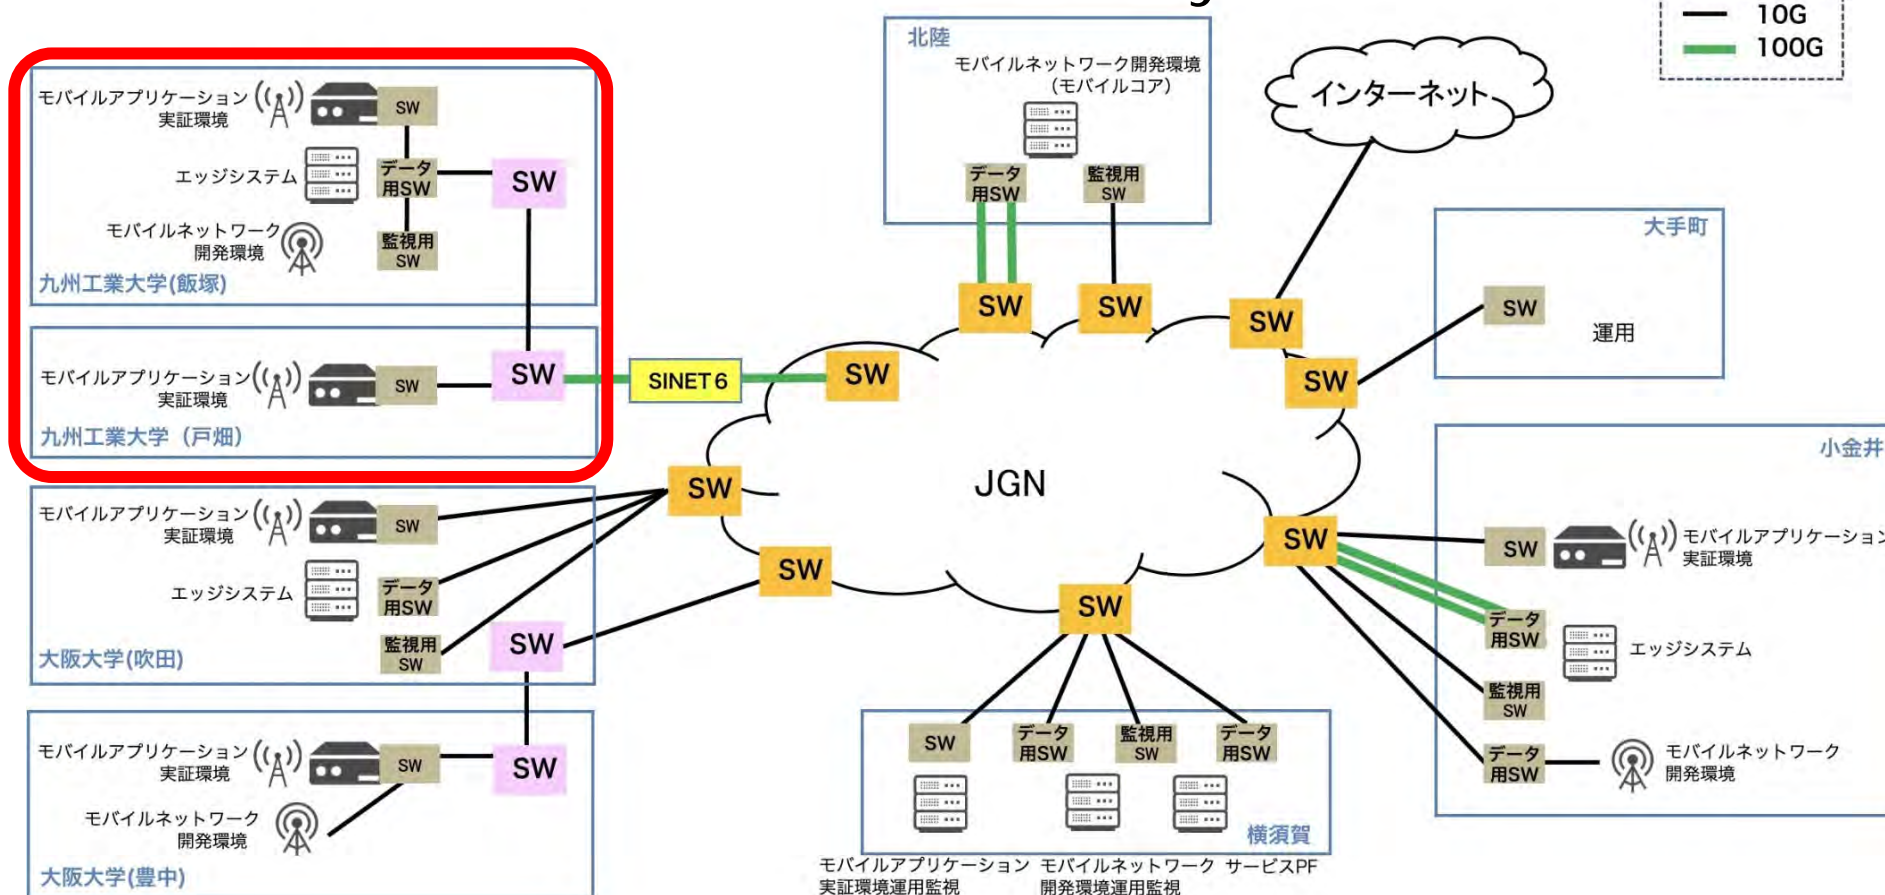 g
10G
100G
モバイルアプリケーション
実証環境
SW
エッジシステム
データ
用SW
SW
モバイルネットワーク
開発環境
監視用
SW
九州工業大学(飯塚)
モバイルアプリケーション
実証環境
SW
SW
九州工業大学（戸畑）
SINET6
SW
北陸
モバイルネットワーク開発環境
（モバイルコア）
データ
用SW
監視用
SW
SW
SW
インターネット
SW
SW
大手町
SW
運用
JGN
モバイルアプリケーション
実証環境
SW
エッジシステム
データ
用SW
監視用
SW
SW
大阪大学(吹田)
SW
SW
モバイルアプリケーション
実証環境
SW
SW
モバイルネットワーク
開発環境
大阪大学(豊中)
SW
SW
データ
用SW
監視用
SW
データ
用SW
横須賀
モバイルアプリケーション
実証環境運用監視
モバイルネットワーク
開発環境運用監視
サービスPF
小金井
SW
SW
モバイルアプリケーション
実証環境
データ
用SW
エッジシステム
監視用
SW
データ
用SW
モバイルネットワーク
開発環境